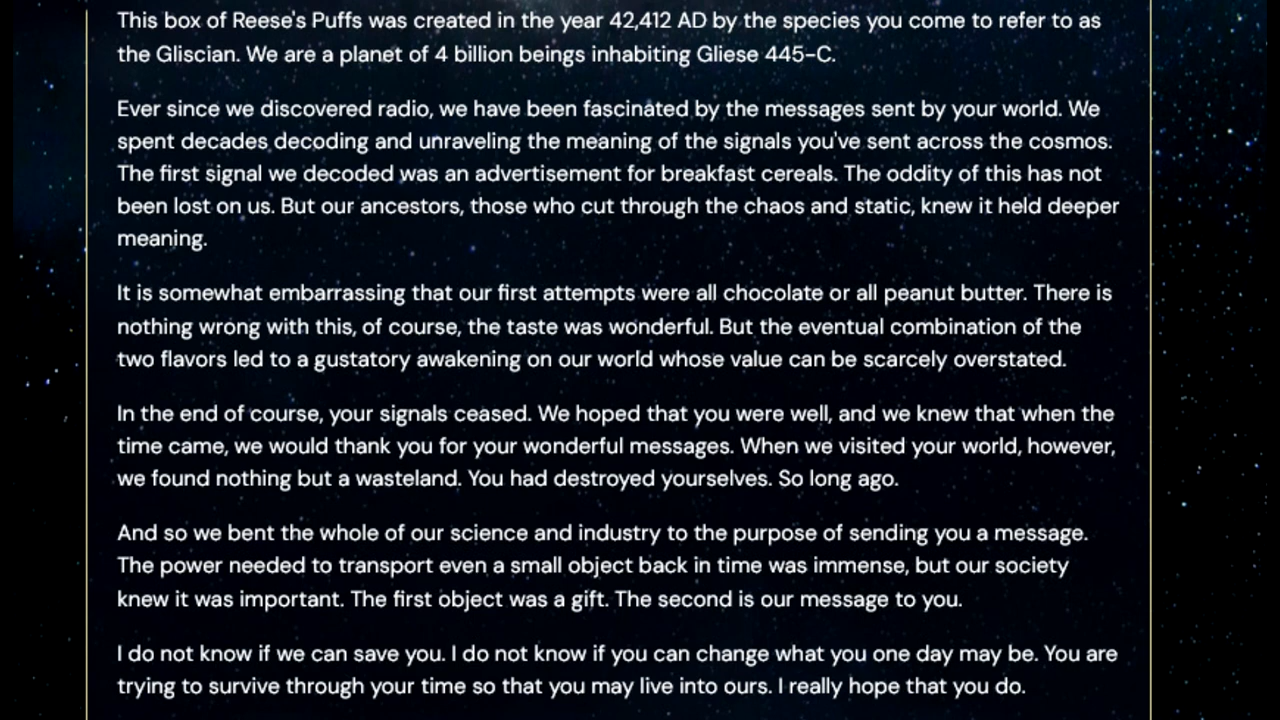 This box of Reese's Puffs was created in the year 42,412 AD by the species you come to refer to as
the Gliscian. We are a planet of 4 billion beings inhabiting Gliese 445-C.
Ever since we discovered radio, we have been fascinated by the messages sent by your world. We
spent decades decoding and unraveling the meaning of the signals you've sent across the cosmos.
The first signal we decoded was an advertisement for breakfast cereals. The oddity of this has not
been lost on us. But our ancestors, those who cut through the chaos and static, knew it held deeper
meaning.
It is somewhat embarrassing that our first attempts were all chocolate or all peanut butter. There is
nothing wrong with this, of course, the taste was wonderful. But the eventual combination of the
two flavors led to a gustatory awakening on our world whose value can be scarcely overstated.
In the end of course, your signals ceased. We hoped that you were well, and we knew that when the
time came, we would thank you for your wonderful messages. When we visited your world, however,
we found nothing but a wasteland. You had destroyed yourselves. So long ago.
And so we bent the whole of our science and industry to the purpose of sending you a message.
The power needed to transport even a small object back in time was immense, but our society
knew it was important. The first object was a gift. The second is our message to you.
I do not know if we can save you. I do not know if you can change what you one day may be. You are
trying to survive through your time so that you may live into ours. I really hope that you do.